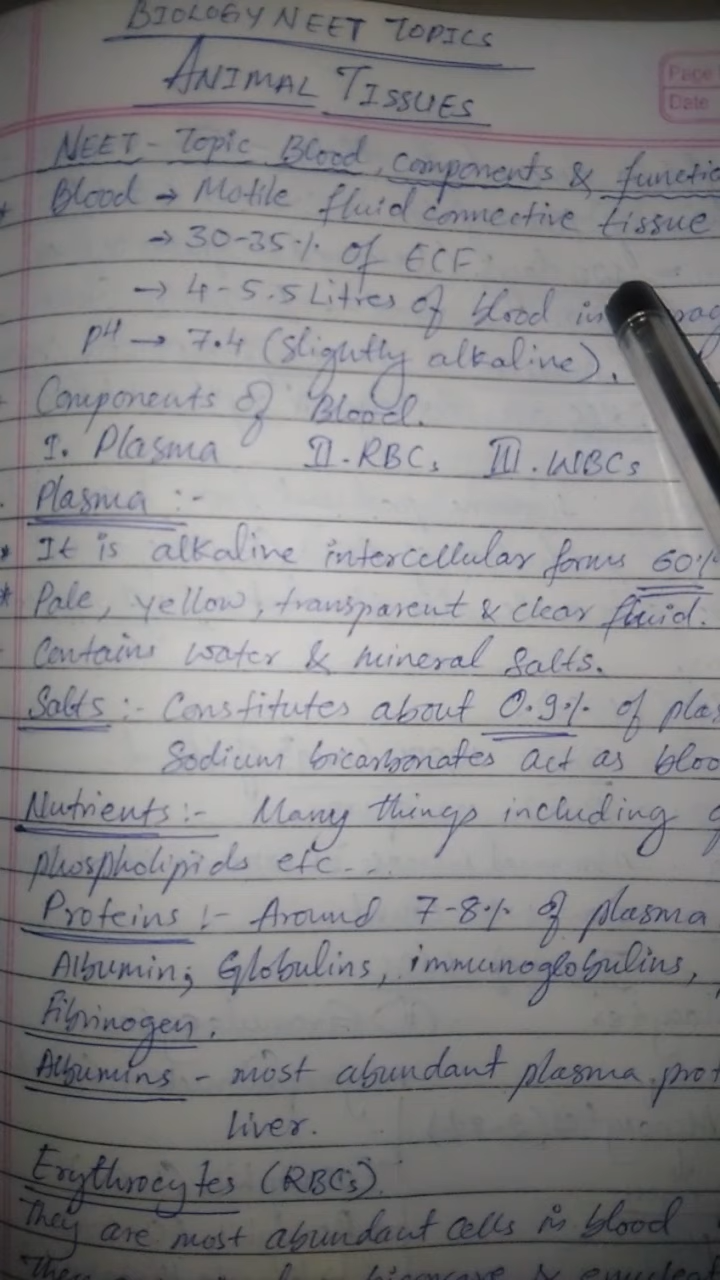 BIOLOGY NEET TOPICS
ANIMAL TISSUES
Page
Date
NEET - Topic Blood, components & functio
* Blood → Motile fluid connective tissue
→ 30-35% of ECF.
→ 4-5.5 Litres of blood in
pH → 7.4 (slightly alkaline).
Components of Blood.
I. Plasma II. RBCs III. WBCs
Plasma :-
* It is alkaline intercellular forms 60%
* Pale, yellow, transparent & clear fluid.
Contains water & mineral salts.
Salts :- Constitutes about 0.9% of pla
Sodium bicarbonates act as bloo
Nutrients :- Many things including
phospholipids etc...
Proteins :- Around 7-8% of plasma
Albumin, Globulins, immunoglobulins,
Fibrinogen.
Albumins - most abundant plasma prot
liver.
Erythrocytes (RBCs).
They are most abundant cells in blood